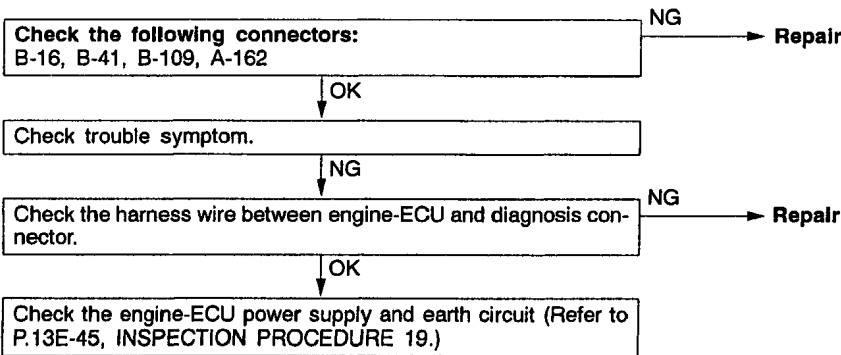 NG
Check the following connectors:
Repair
B-16, B-41, B-109, A-162
OK
Check trouble symptom.
NG
NG
Check the harness wire between engine-ECU and diagnosis con-
Repair
nector.
OK
Check the engine-ECU power supply and earth circuit (Refer to
P.13E-45, INSPECTION PROCEDURE 19.)